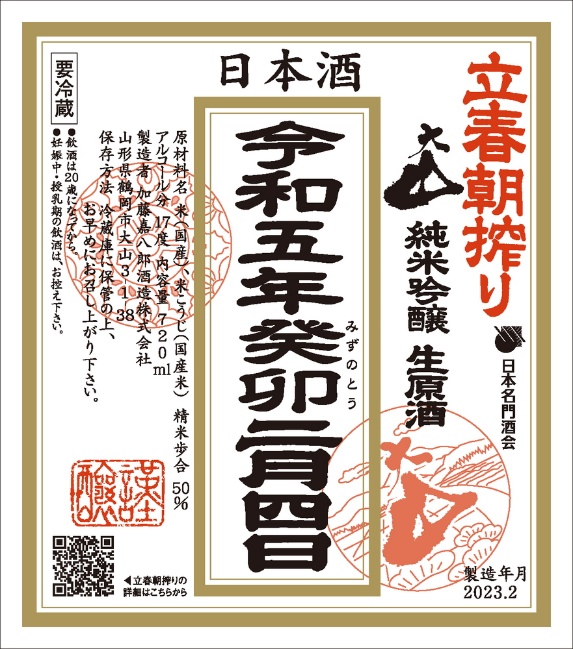 日本酒
立春朝搾り
大山
純米吟醸 生原酒
日本名門酒会
令和五年癸卯二月四日
みずのとう
原材料名 米(国産)、米こうじ(国産米) 精米歩合 50%
アルコール分 17度 内容量 720ml
製造者 加藤嘉八郎酒造株式会社
山形県鶴岡市大山3-1-38
保存方法 冷蔵庫に保管の上、
お早めにお召し上がり下さい。
要冷蔵
●飲酒は20歳になってから。
●妊娠中・授乳期の飲酒は、お控え下さい。
謹醸
◀立春朝搾りの
詳細はこちらから
大山
製造年月
2023.2